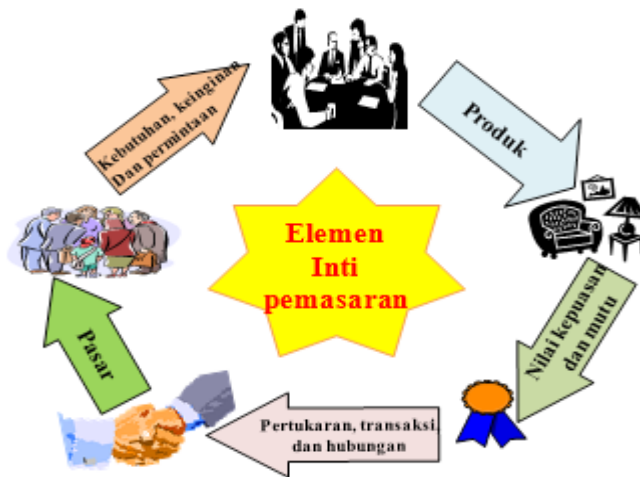 Kebutuhan, keinginan
Dan permintaan
Produk
Elemen
Inti
pemasaran
Nilai kepuasan
dan mutu
Pertukaran, transaksi,
dan hubungan
Pasar